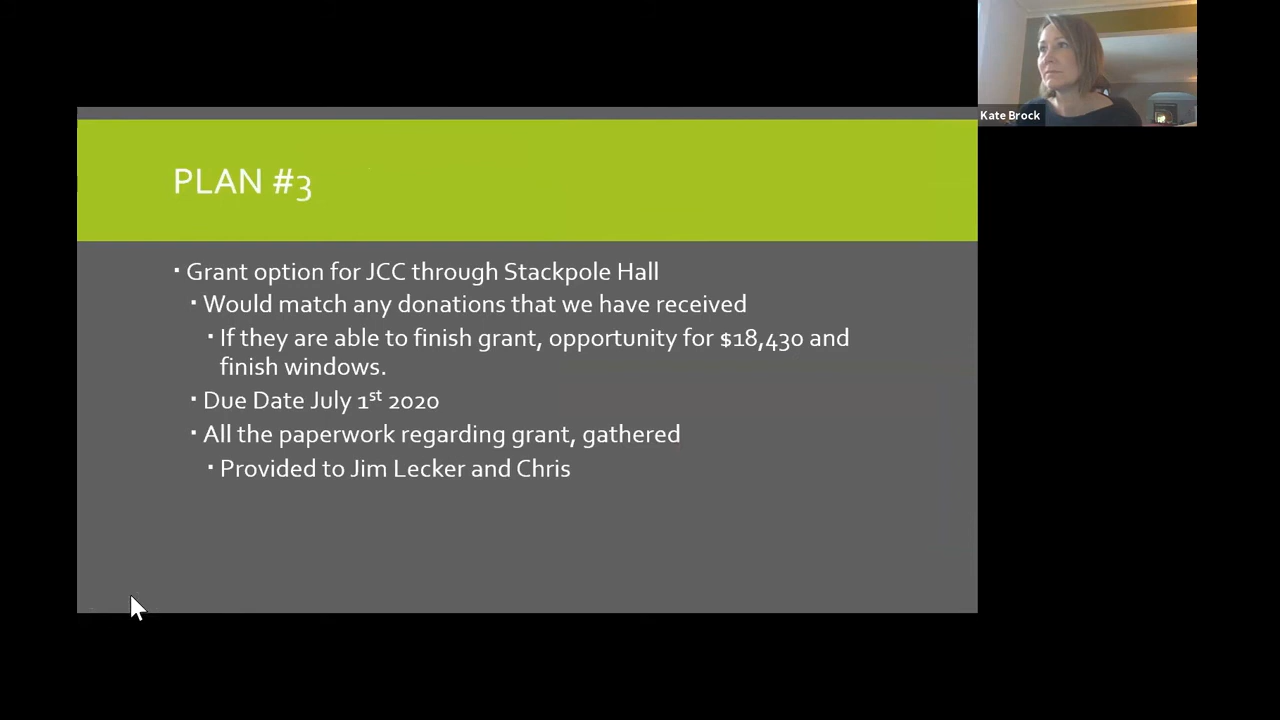 Kate Brock
PLAN #3
▪ Grant option for JCC through Stackpole Hall
▪ Would match any donations that we have received
▪ If they are able to finish grant, opportunity for $18,430 and
finish windows.
▪ Due Date July 1st 2020
▪ All the paperwork regarding grant, gathered
▪ Provided to Jim Lecker and Chris